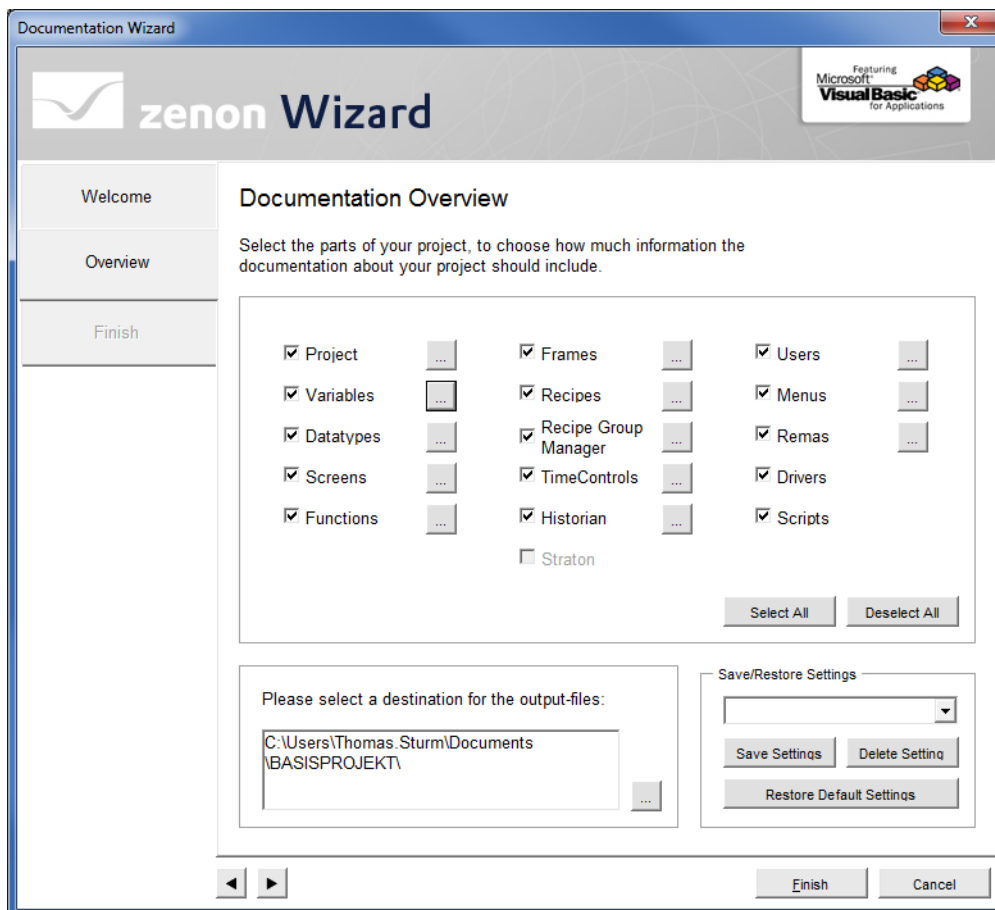 Documentation Wizard
zenon Wizard
Featuring
Microsoft®
Visual Basic®
for Applications
Welcome
Overview
Finish
Documentation Overview
Select the parts of your project, to choose how much information the
documentation about your project should include.
Project ...
Frames ...
Users ...
Variables ...
Recipes ...
Menus ...
Datatypes ...
Recipe Group
Manager ...
Remas ...
Screens ...
TimeControls ...
Drivers
Functions ...
Historian ...
Scripts
Straton
Select All
Deselect All
Please select a destination for the output-files:
C:\Users\Thomas.Sturm\Documents
\BASISPROJEKT\
...
Save/Restore Settings
Save Settings
Delete Setting
Restore Default Settings
Finish
Cancel